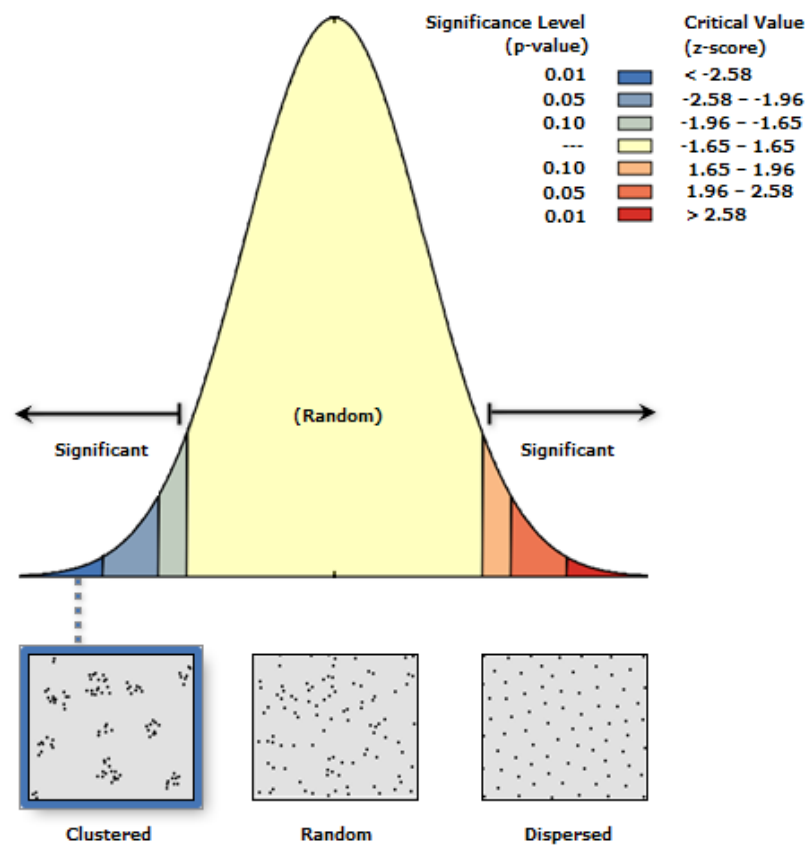 Significance Level Critical Value
(p-value) (z-score)
0.01 < -2.58
0.05 -2.58 – -1.96
0.10 -1.96 – -1.65
--- -1.65 – 1.65
0.10 1.65 – 1.96
0.05 1.96 – 2.58
0.01 > 2.58
(Random)
Significant Significant
Clustered Random Dispersed